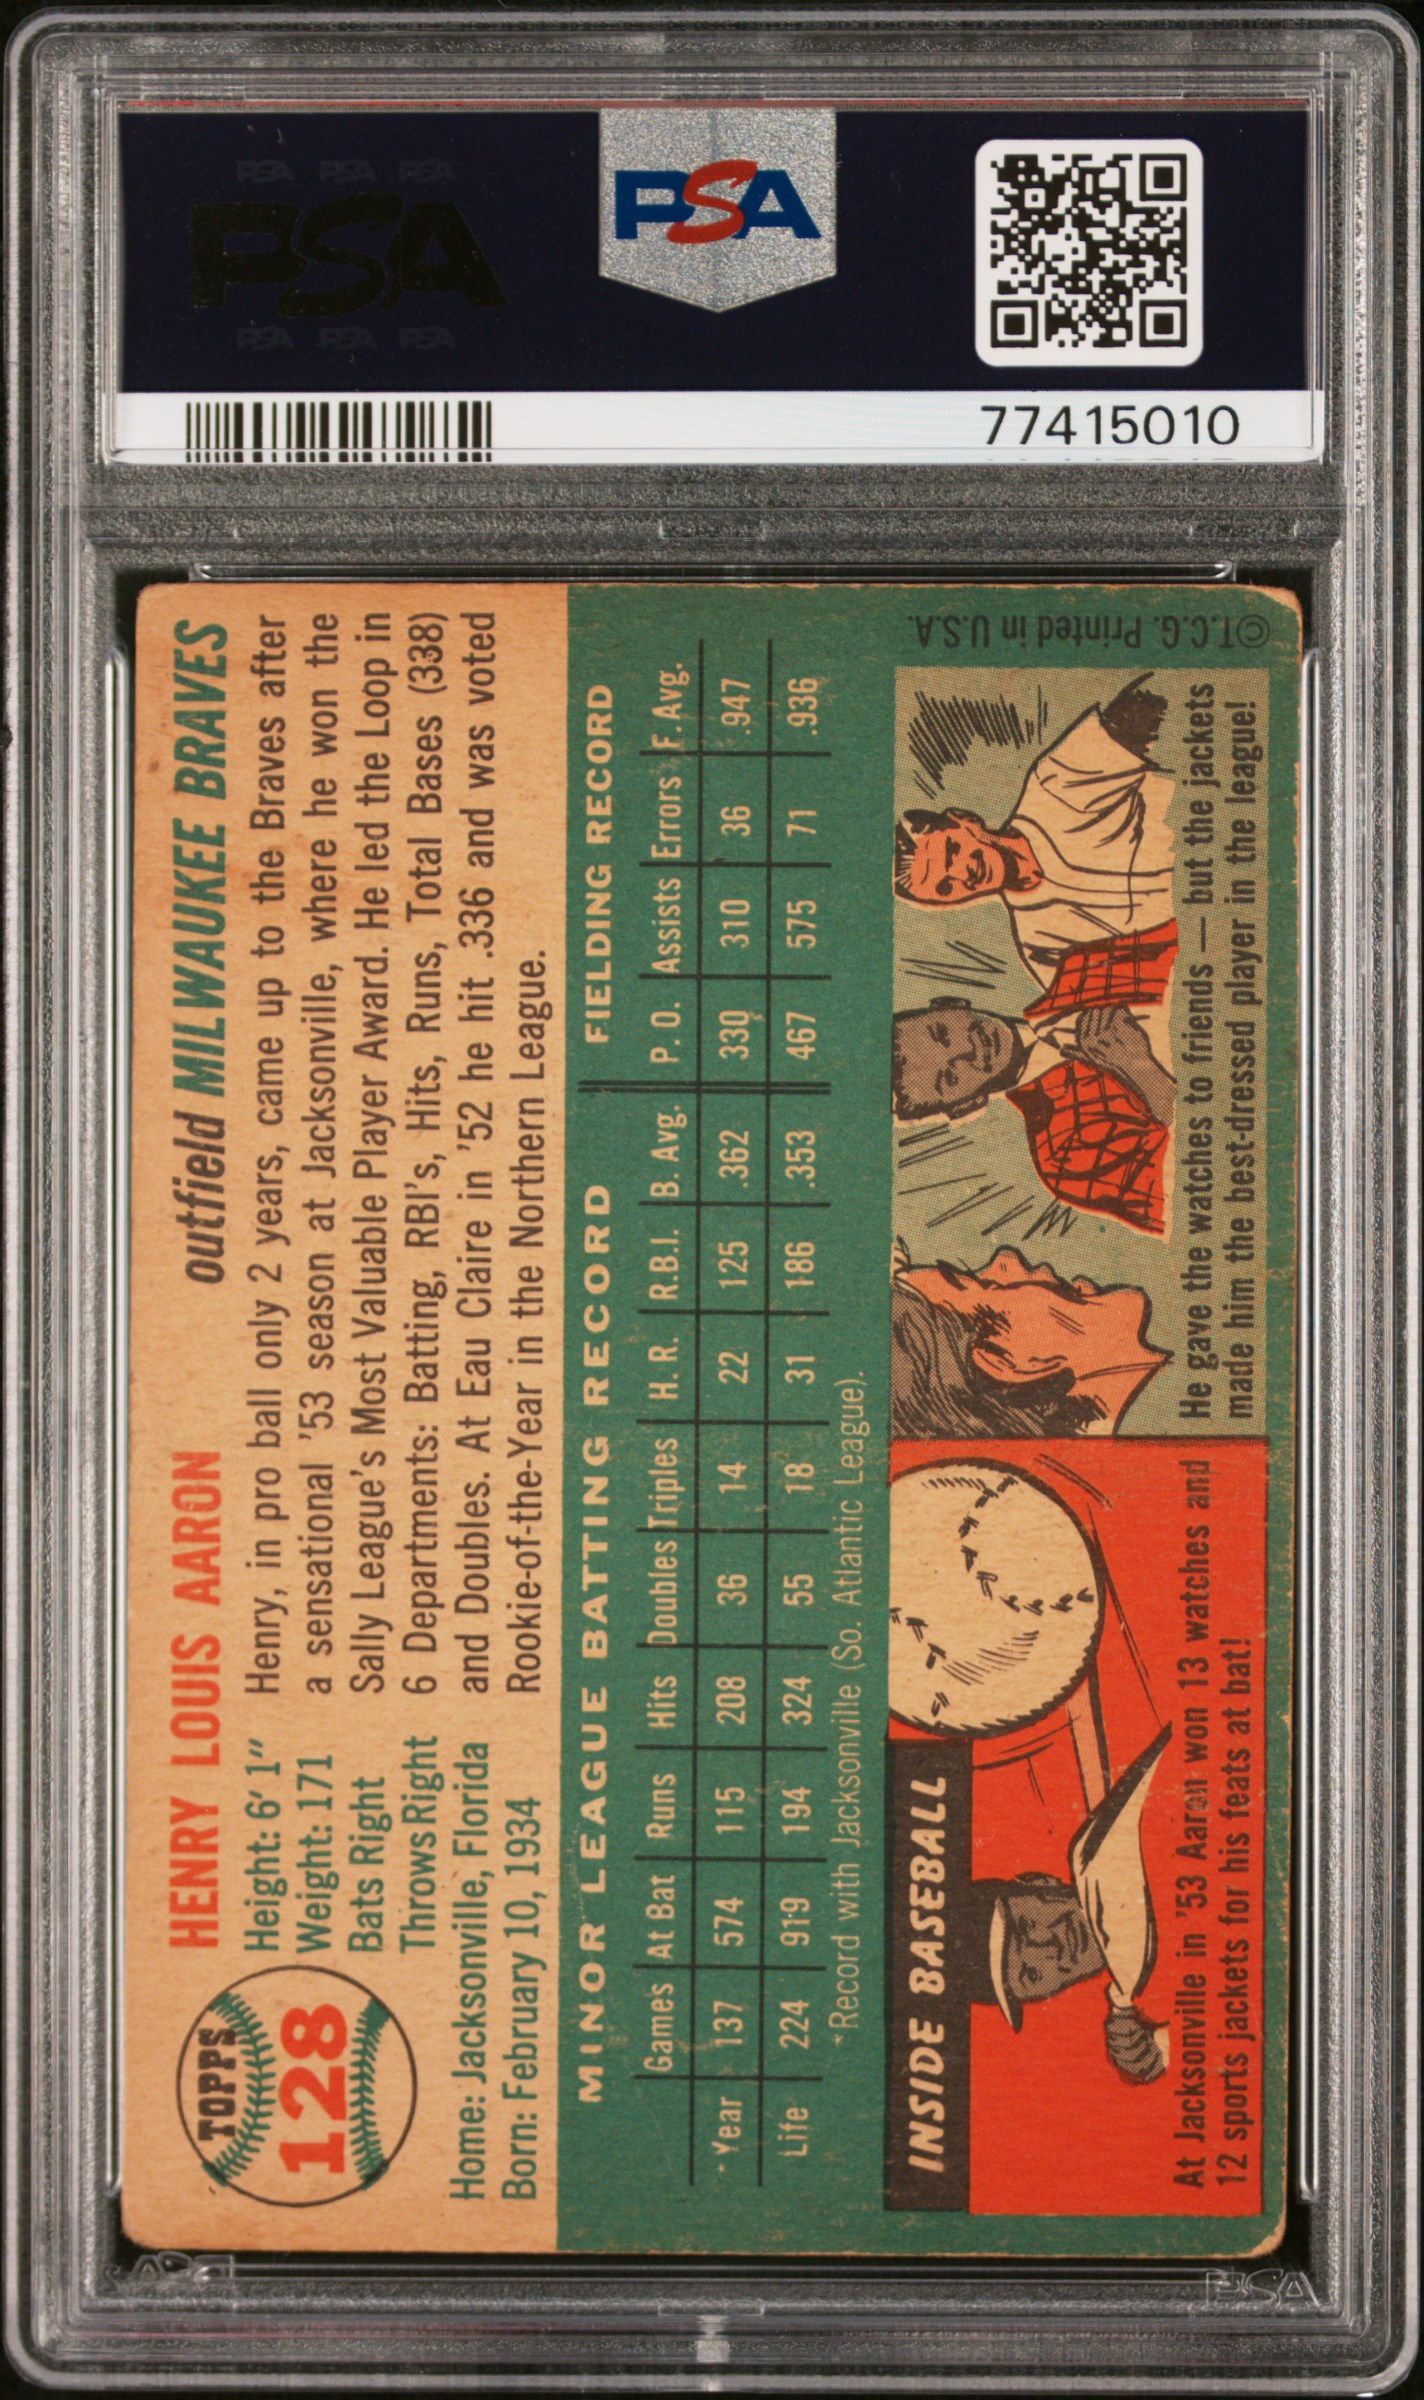 PSA PSA PSA
PSA
PSA PSA PSA
PSA
77415010
TOPPS
128
HENRY LOUIS AARON
outfield MILWAUKEE BRAVES
Height: 6' 1"
Weight: 171
Bats Right
Throws Right
Home: Jacksonville, Florida
Born: February 10, 1934
Henry, in pro ball only 2 years, came up to the Braves after
a sensational '53 season at Jacksonville, where he won the
Sally League's Most Valuable Player Award. He led the Loop in
6 Departments: Batting, RBI's, Hits, Runs, Total Bases (338)
and Doubles. At Eau Claire in '52 he hit .336 and was voted
Rookie-of-the-Year in the Northern League.
MINOR LEAGUE BATTING RECORD FIELDING RECORD
Games At Bat Runs Hits Doubles Triples H. R. R.B.I. B. Avg. P. O. Assists Errors F. Avg.
*Year 137 574 115 208 36 14 22 125 .362 330 310 36 .947
Life 224 919 194 324 55 18 31 186 .353 467 575 71 .936
*Record with Jacksonville (So. Atlantic League).
INSIDE BASEBALL
At Jacksonville in '53 Aaron won 13 watches and
12 sports jackets for his feats at bat!
He gave the watches to friends — but the jackets
made him the best-dressed player in the league!
©T.C.G. Printed in U.S.A.
PSA
PSA